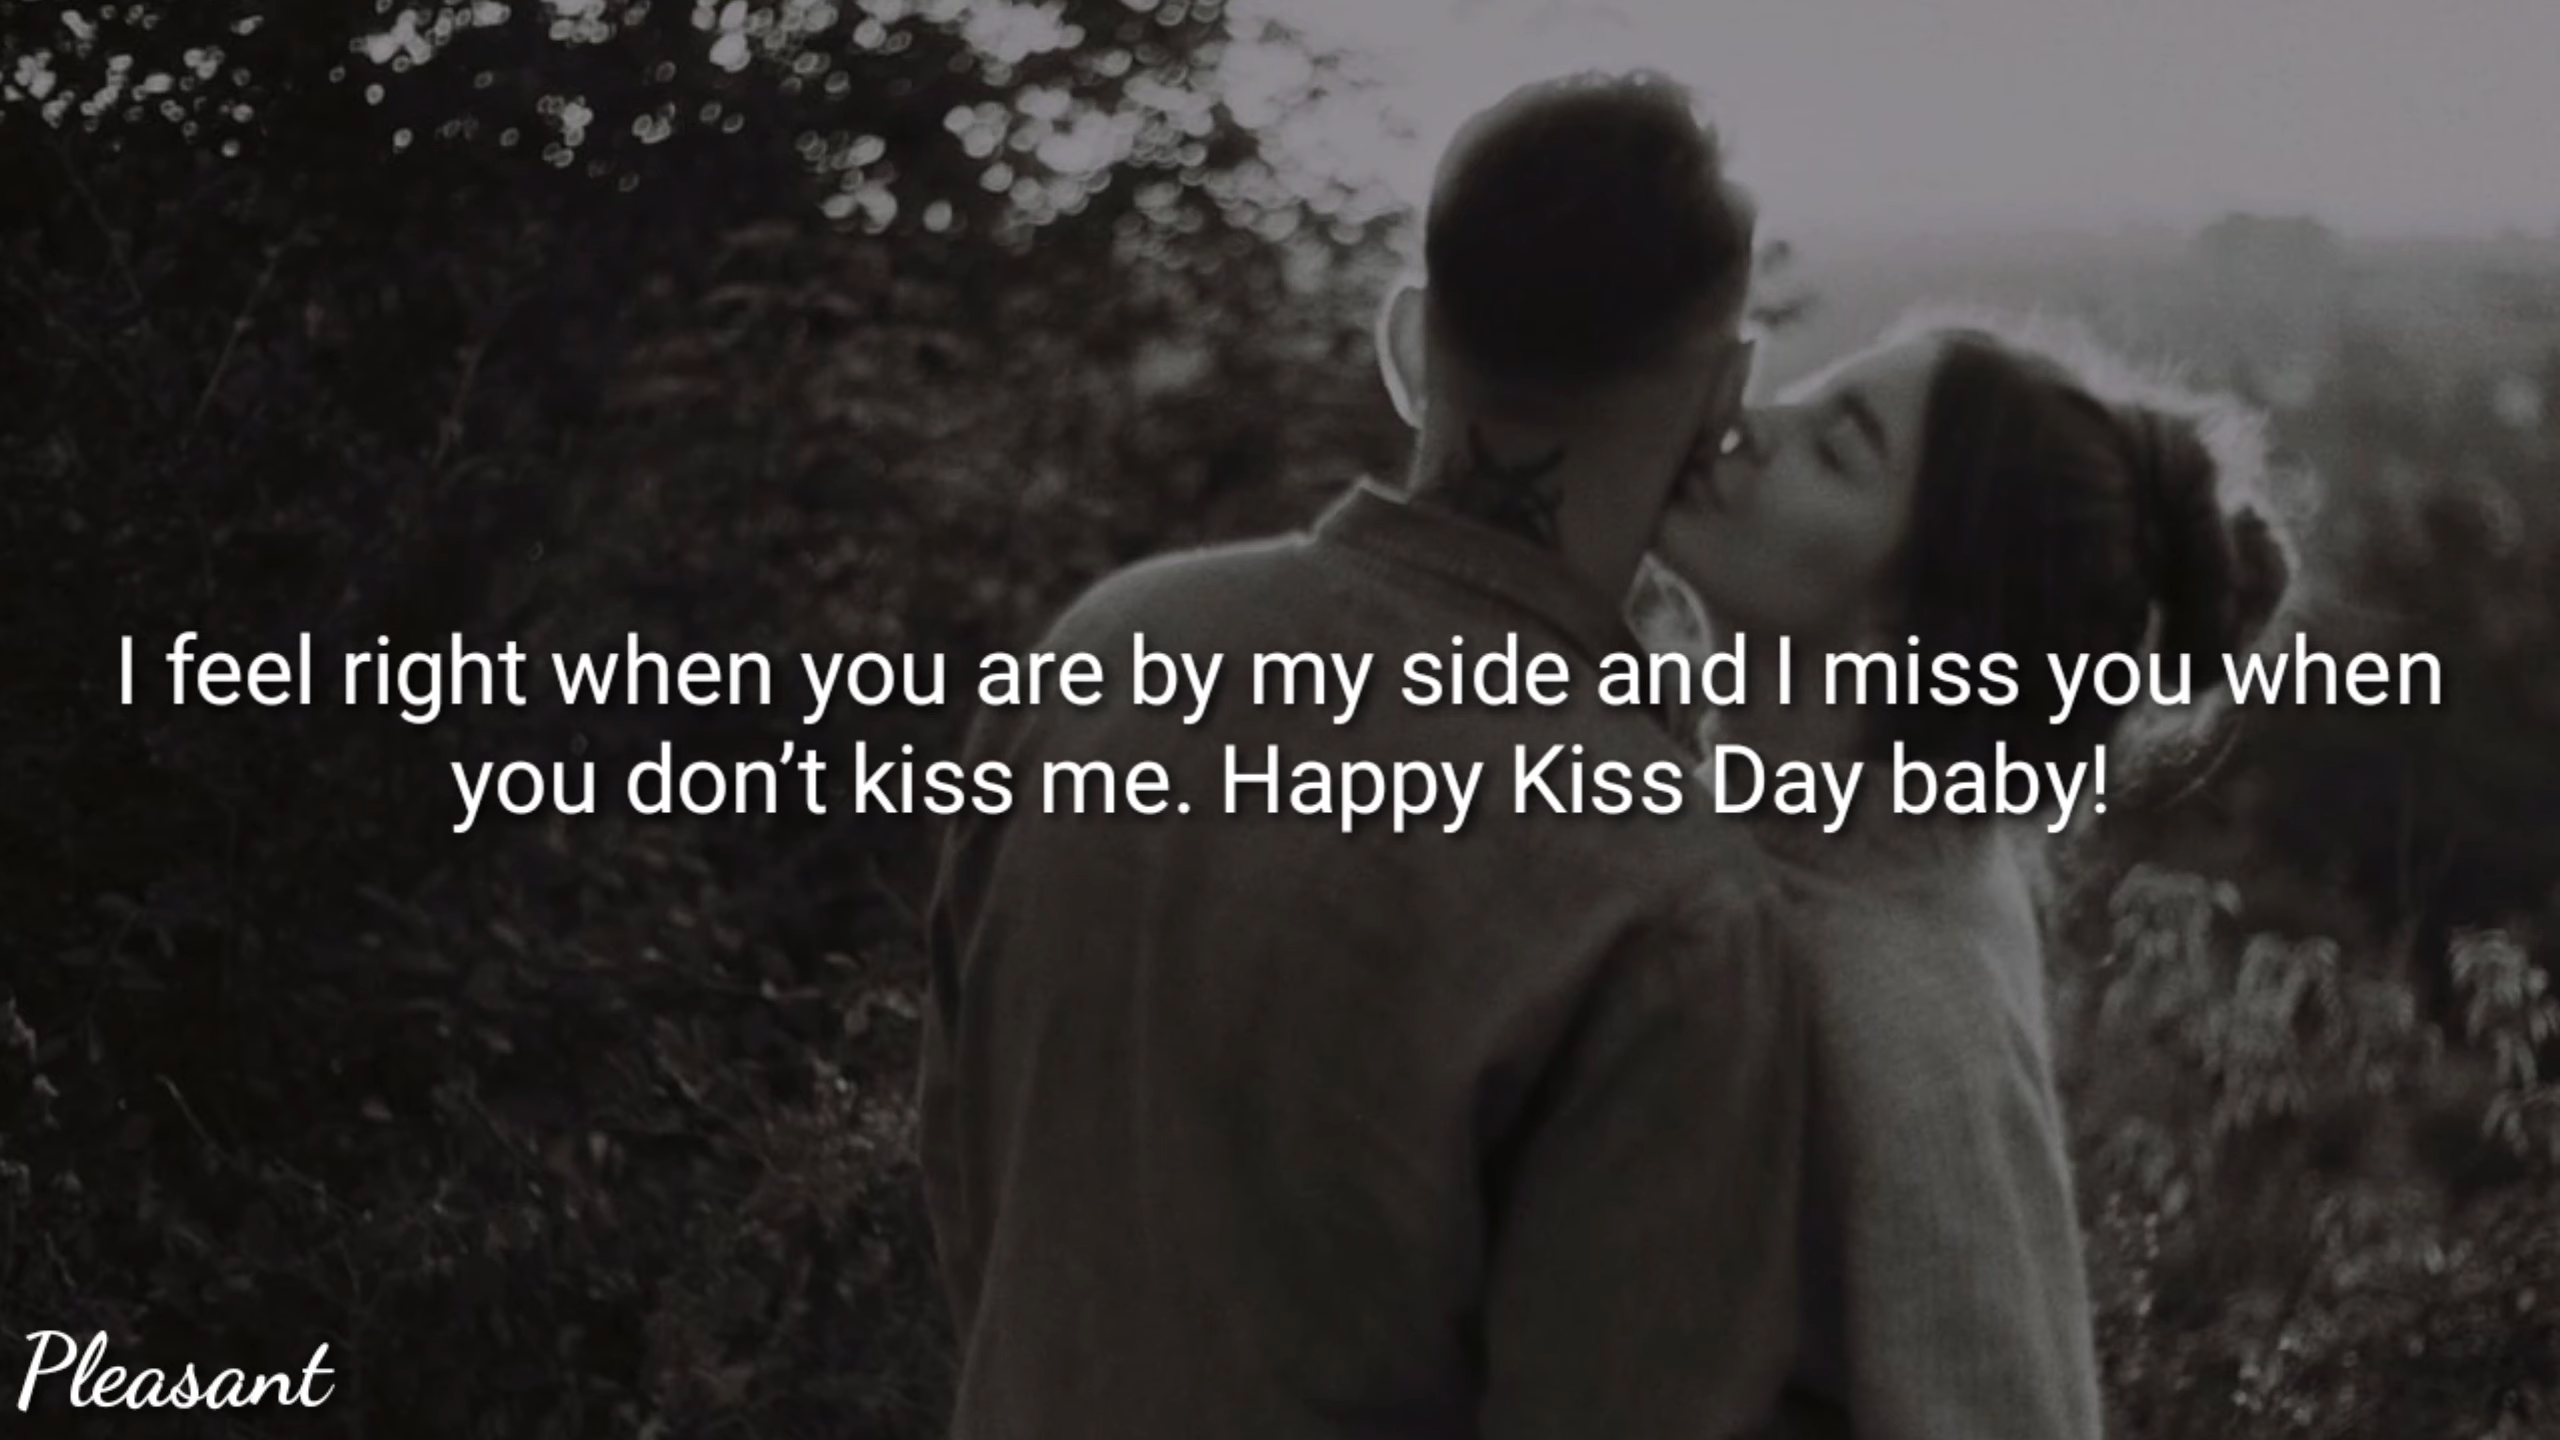 I feel right when you are by my side and I miss you when
you don’t kiss me. Happy Kiss Day baby!
Pleasant